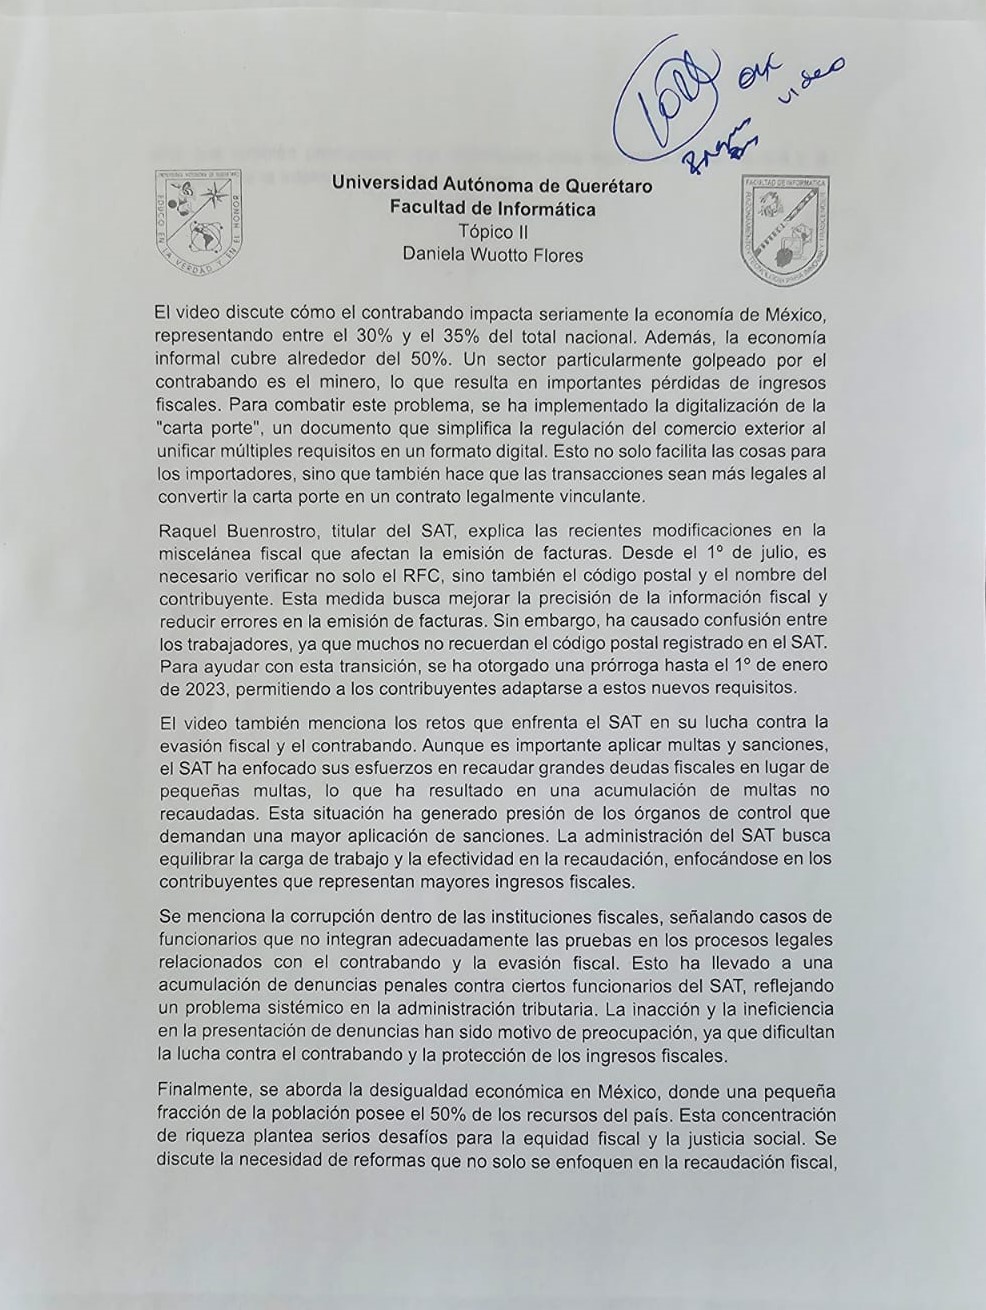 OK
video
Universidad Autónoma de Querétaro
Facultad de Informática
Tópico II
Daniela Wuotto Flores
EDUCO EN LA VERDAD Y EN EL HONOR
FACULTAD DE INFORMATICA
El video discute cómo el contrabando impacta seriamente la economía de México,
representando entre el 30% y el 35% del total nacional. Además, la economía
informal cubre alrededor del 50%. Un sector particularmente golpeado por el
contrabando es el minero, lo que resulta en importantes pérdidas de ingresos
fiscales. Para combatir este problema, se ha implementado la digitalización de la
"carta porte", un documento que simplifica la regulación del comercio exterior al
unificar múltiples requisitos en un formato digital. Esto no solo facilita las cosas para
los importadores, sino que también hace que las transacciones sean más legales al
convertir la carta porte en un contrato legalmente vinculante.
Raquel Buenrostro, titular del SAT, explica las recientes modificaciones en la
miscelánea fiscal que afectan la emisión de facturas. Desde el 1º de julio, es
necesario verificar no solo el RFC, sino también el código postal y el nombre del
contribuyente. Esta medida busca mejorar la precisión de la información fiscal y
reducir errores en la emisión de facturas. Sin embargo, ha causado confusión entre
los trabajadores, ya que muchos no recuerdan el código postal registrado en el SAT.
Para ayudar con esta transición, se ha otorgado una prórroga hasta el 1º de enero
de 2023, permitiendo a los contribuyentes adaptarse a estos nuevos requisitos.
El video también menciona los retos que enfrenta el SAT en su lucha contra la
evasión fiscal y el contrabando. Aunque es importante aplicar multas y sanciones,
el SAT ha enfocado sus esfuerzos en recaudar grandes deudas fiscales en lugar de
pequeñas multas, lo que ha resultado en una acumulación de multas no
recaudadas. Esta situación ha generado presión de los órganos de control que
demandan una mayor aplicación de sanciones. La administración del SAT busca
equilibrar la carga de trabajo y la efectividad en la recaudación, enfocándose en los
contribuyentes que representan mayores ingresos fiscales.
Se menciona la corrupción dentro de las instituciones fiscales, señalando casos de
funcionarios que no integran adecuadamente las pruebas en los procesos legales
relacionados con el contrabando y la evasión fiscal. Esto ha llevado a una
acumulación de denuncias penales contra ciertos funcionarios del SAT, reflejando
un problema sistémico en la administración tributaria. La inacción y la ineficiencia
en la presentación de denuncias han sido motivo de preocupación, ya que dificultan
la lucha contra el contrabando y la protección de los ingresos fiscales.
Finalmente, se aborda la desigualdad económica en México, donde una pequeña
fracción de la población posee el 50% de los recursos del país. Esta concentración
de riqueza plantea serios desafíos para la equidad fiscal y la justicia social. Se
discute la necesidad de reformas que no solo se enfoquen en la recaudación fiscal,